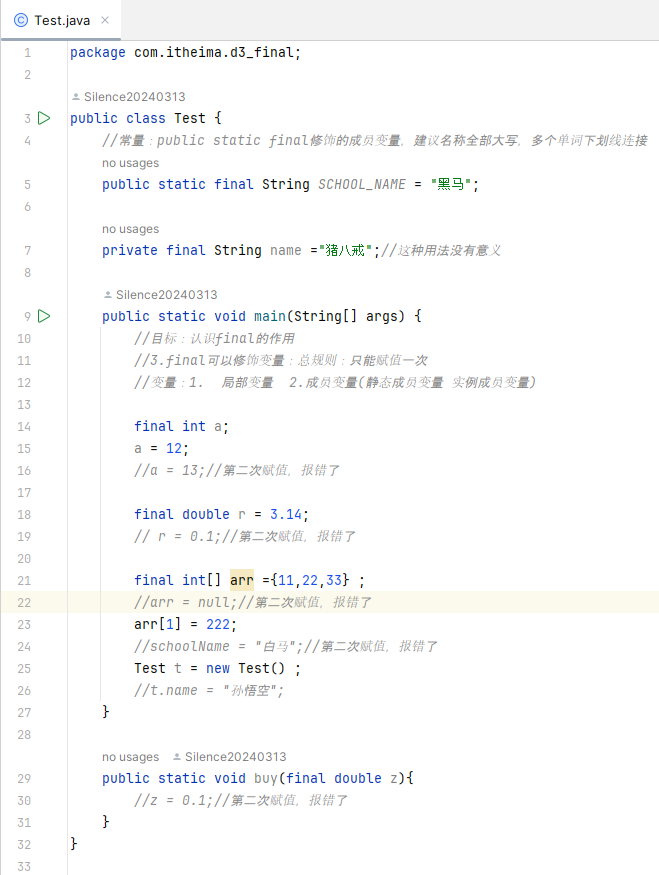 Test.java
1 package com.itheima.d3_final;
2
Silence20240313
3 public class Test {
4 //常量：public static final修饰的成员变量，建议名称全部大写，多个单词下划线连接
no usages
5 public static final String SCHOOL_NAME = "黑马";
6
no usages
7 private final String name ="猪八戒";//这种用法没有意义
8
Silence20240313
9 public static void main(String[] args) {
10 //目标：认识final的作用
11 //3.final可以修饰变量：总规则：只能赋值一次
12 //变量：1. 局部变量 2.成员变量(静态成员变量 实例成员变量)
13
14 final int a;
15 a = 12;
16 //a = 13;//第二次赋值，报错了
17
18 final double r = 3.14;
19 // r = 0.1;//第二次赋值，报错了
20
21 final int[] arr ={11,22,33} ;
22 //arr = null;//第二次赋值，报错了
23 arr[1] = 222;
24 //schoolName = "白马";//第二次赋值，报错了
25 Test t = new Test() ;
26 //t.name = "孙悟空";
27 }
28
no usages Silence20240313
29 public static void buy(final double z){
30 //z = 0.1;//第二次赋值，报错了
31 }
32 }
33